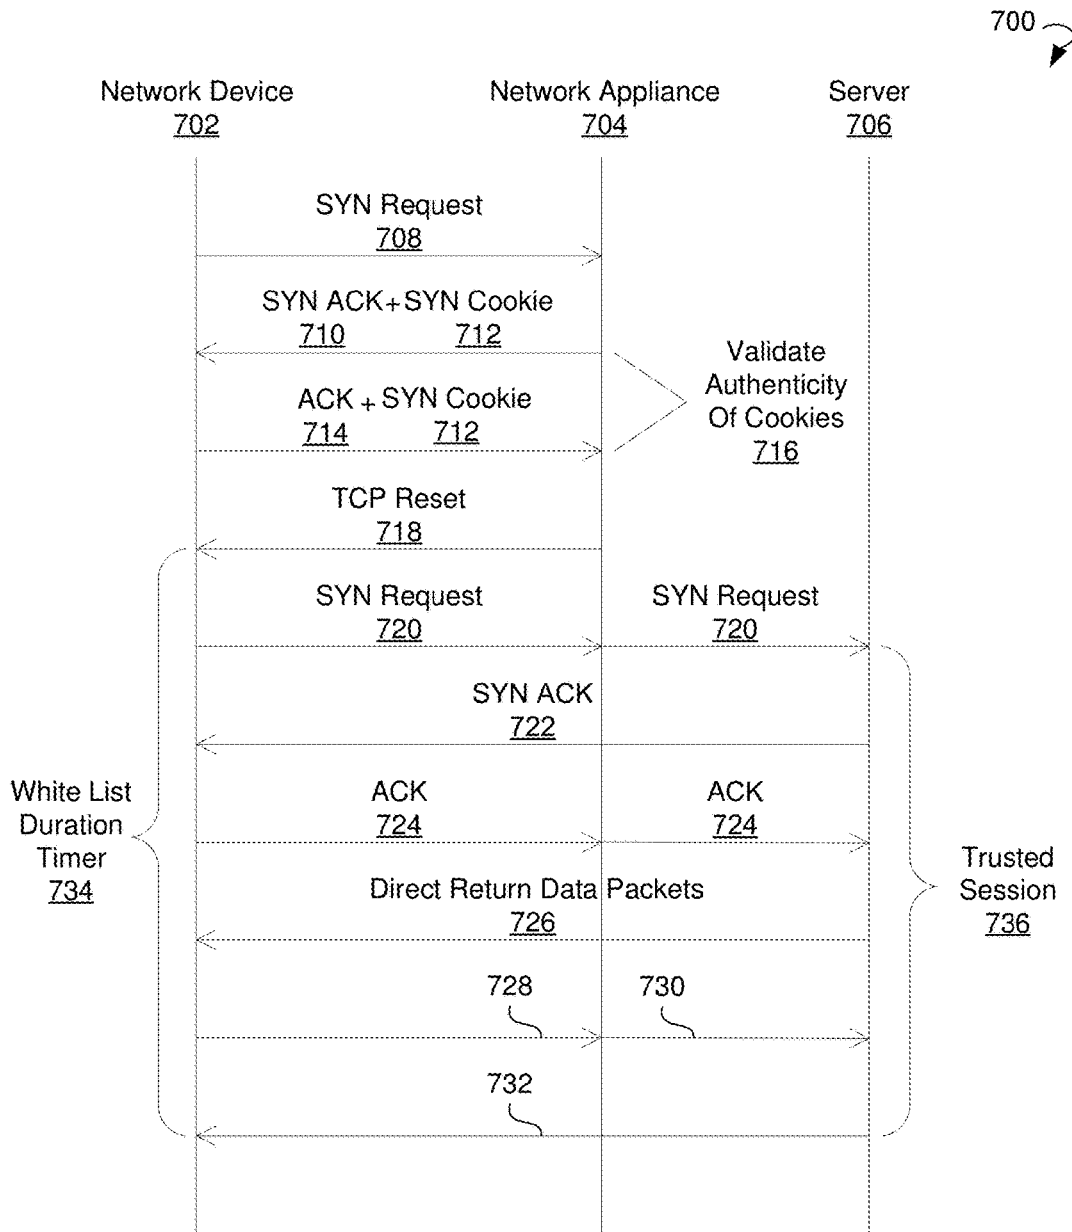 700
Network Device
702
Network Appliance
704
Server
706
SYN Request
708
SYN ACK + SYN Cookie
710 712
Validate
Authenticity
Of Cookies
716
ACK + SYN Cookie
714 712
TCP Reset
718
SYN Request
720
SYN Request
720
SYN ACK
722
White List
Duration
Timer
734
ACK
724
ACK
724
Direct Return Data Packets
726
Trusted
Session
736
728
730
732